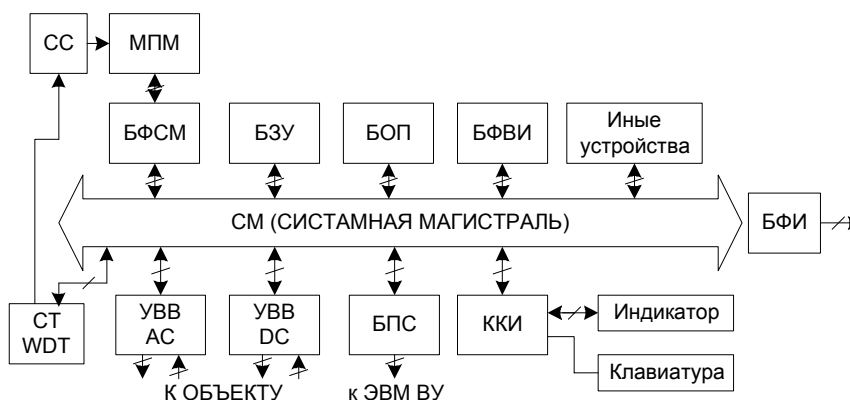 СС
МПМ
БФСМ
БЗУ
БОП
БФВИ
Иные
устройства
СМ (СИСТАМНАЯ МАГИСТРАЛЬ)
БФИ
СТ
WDT
УВВ
АС
УВВ
DC
БПС
ККИ
Индикатор
Клавиатура
К ОБЪЕКТУ
к ЭВМ ВУ